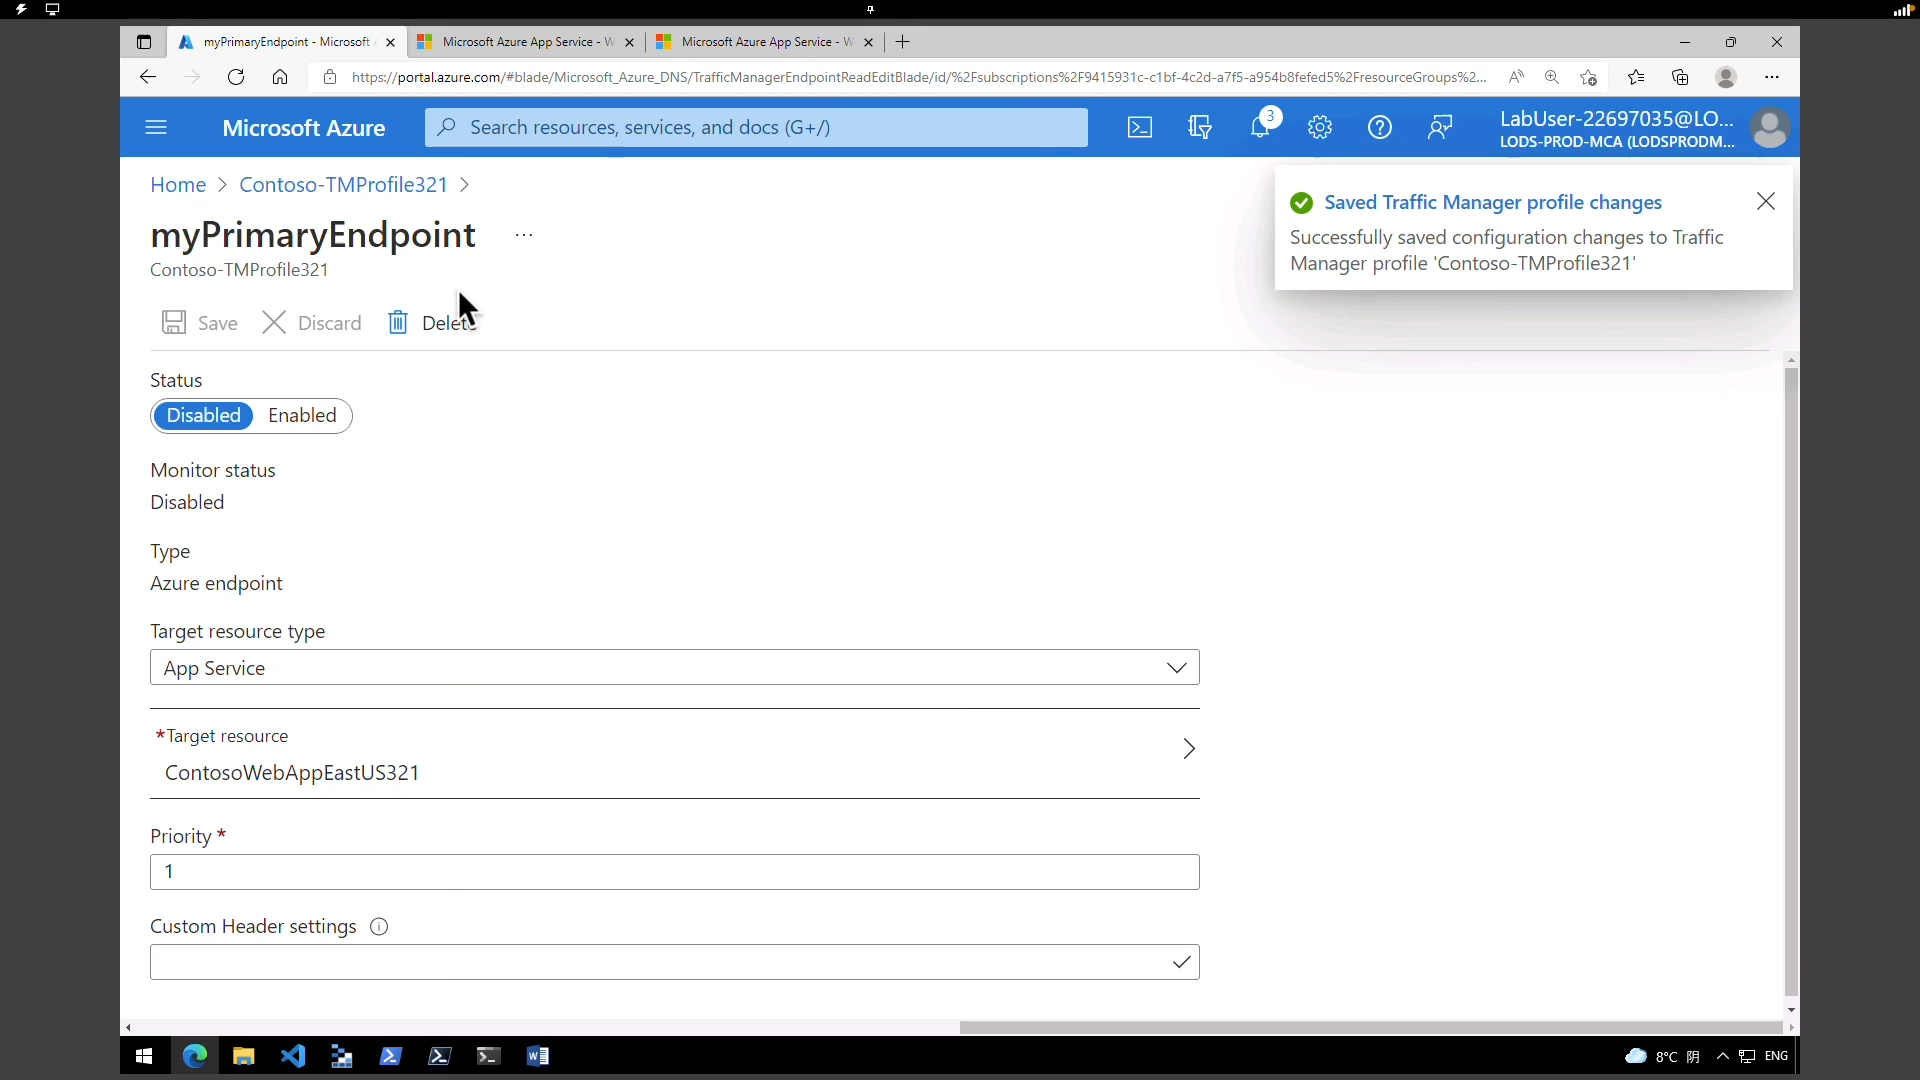 myPrimaryEndpoint - Microsoft
Microsoft Azure App Service - W
Microsoft Azure App Service - W
https://portal.azure.com/#blade/Microsoft_Azure_DNS/TrafficManagerEndpointReadEditBlade/id/%2Fsubscriptions%2F9415931c-c1bf-4c2d-a7f5-a954b8fefed5%2FresourceGroups%2...
Microsoft Azure
Search resources, services, and docs (G+/)
3
LabUser-22697035@LO...
LODS-PROD-MCA (LODSPRODM...
Home > Contoso-TMProfile321 >
myPrimaryEndpoint ...
Contoso-TMProfile321
Saved Traffic Manager profile changes
Successfully saved configuration changes to Traffic
Manager profile 'Contoso-TMProfile321'
Save
Discard
Delete
Status
Disabled
Enabled
Monitor status
Disabled
Type
Azure endpoint
Target resource type
App Service
*Target resource
ContosoWebAppEastUS321
Priority *
1
Custom Header settings
8°C 阴
ENG